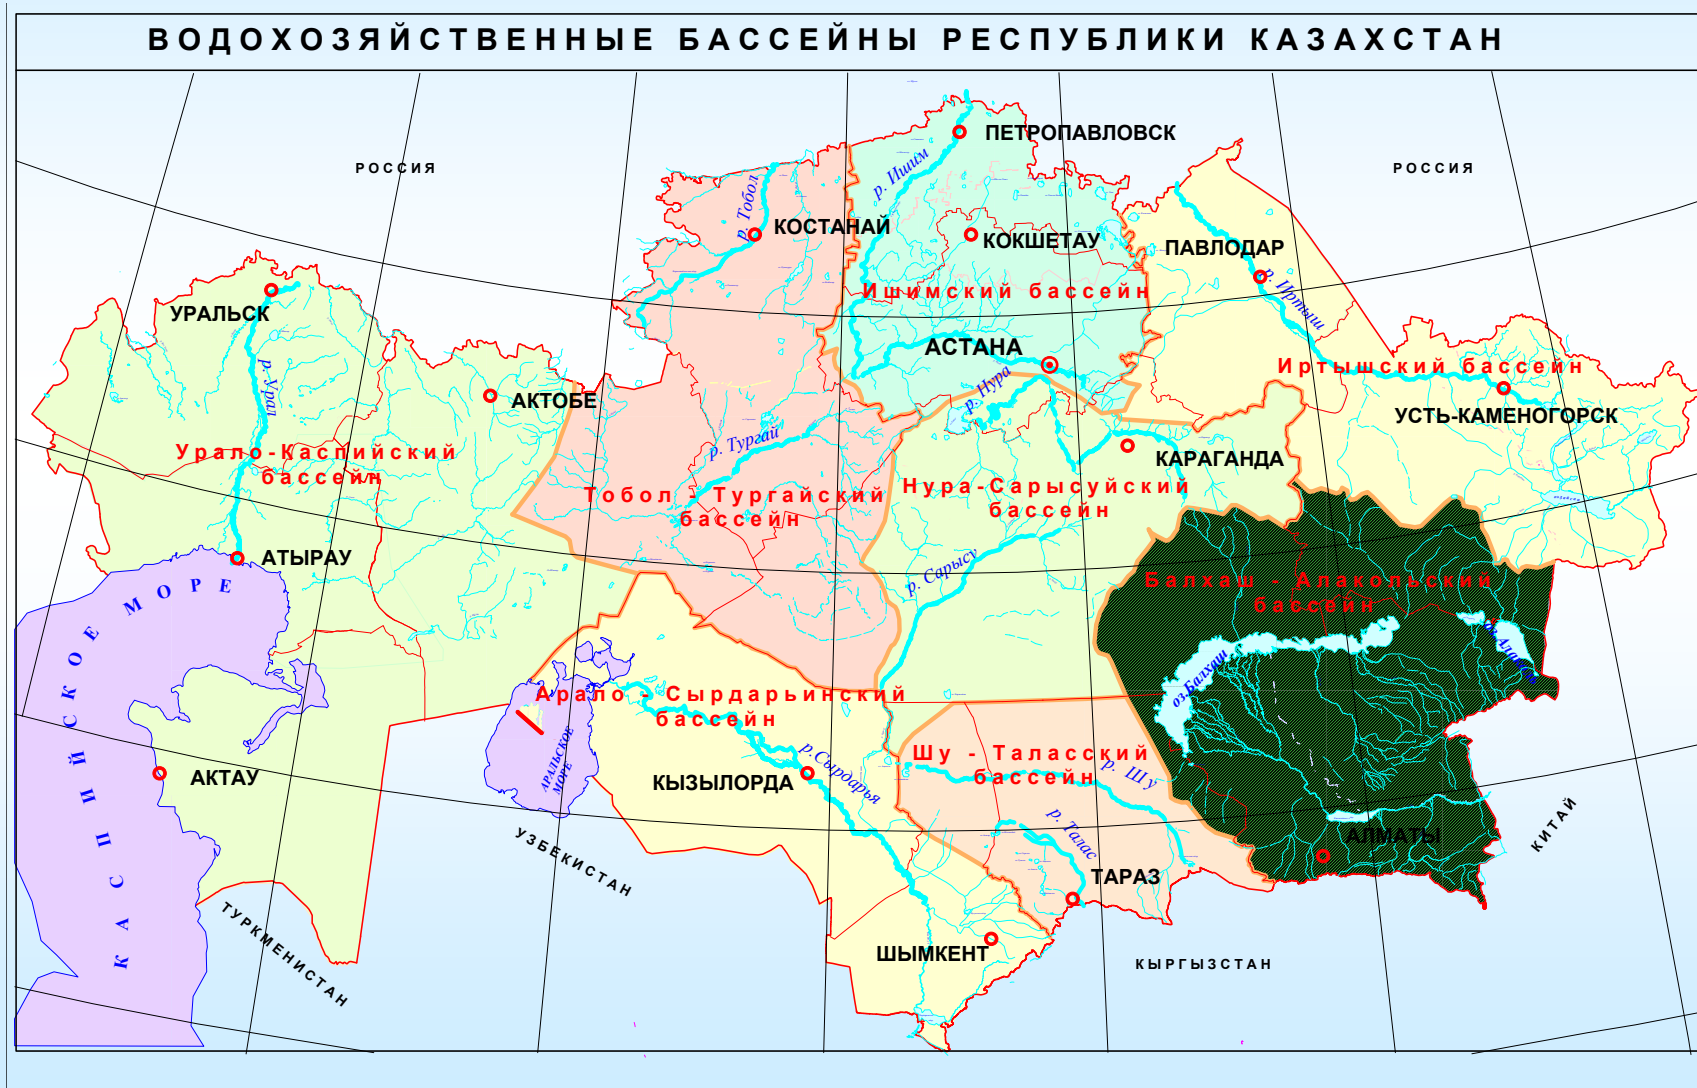 ВОДОХОЗЯЙСТВЕННЫЕ БАССЕЙНЫ РЕСПУБЛИКИ КАЗАХСТАН
РОССИЯ
РОССИЯ
ПЕТРОПАВЛОВСК
р. Ишим
р. Тобол
КОСТАНАЙ
КОКШЕТАУ
ПАВЛОДАР
р. Иртыш
Ишимский бассейн
УРАЛЬСК
р. Урал
АСТАНА
р. Нура
Иртышский бассейн
АКТОБЕ
УСТЬ-КАМЕНОГОРСК
Урало-Каспийский
бассейн
р. Тургай
КАРАГАНДА
Тобол - Тургайский
бассейн
Нура-Сарысуйский
бассейн
АТЫРАУ
р. Сарысу
Балхаш - Алакольский
бассейн
КАСПИЙСКОЕ МОРЕ
оз.Балхаш
Арало - Сырдарьинский
бассейн
АРАЛЬСКОЕ
МОРЕ
АКТАУ
КЫЗЫЛОРДА
р.Сырдарья
Шу - Таласский
бассейн
р. Шу
р. Талас
АЛМАТЫ
КИТАЙ
УЗБЕКИСТАН
ТАРАЗ
ТУРКМЕНИСТАН
ШЫМКЕНТ
КЫРГЫЗСТАН